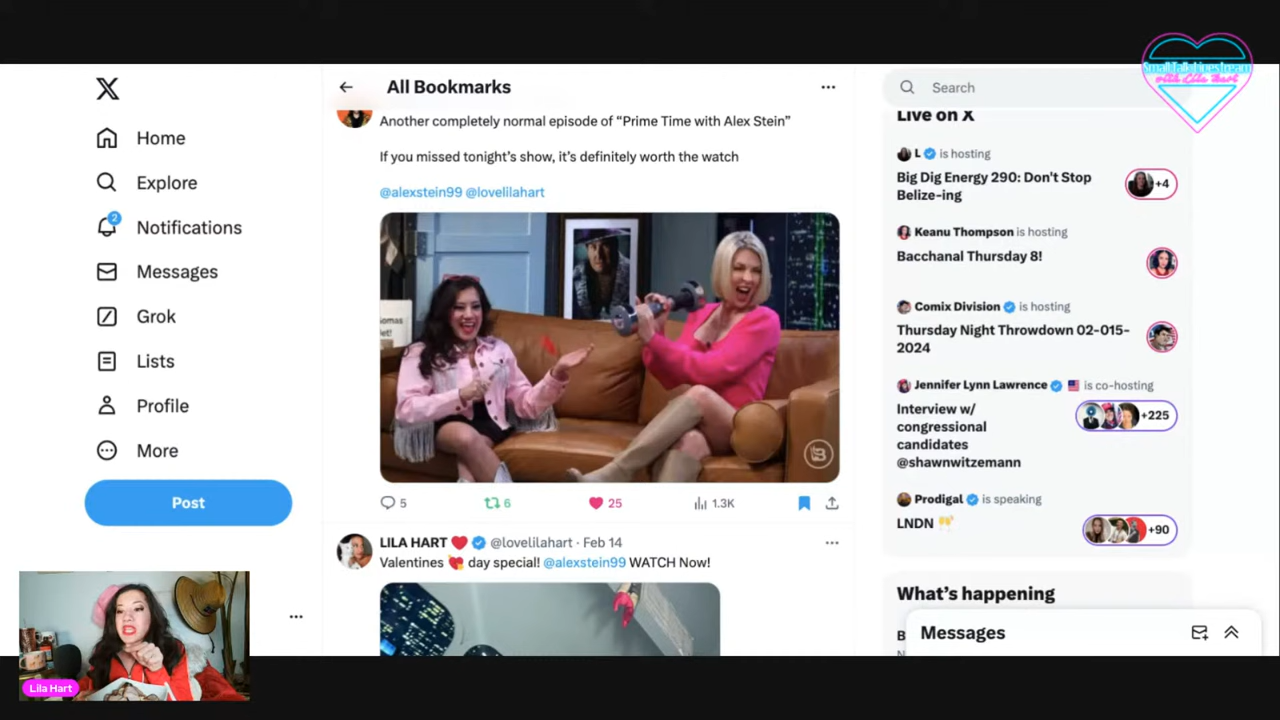 Home
Explore
2
Notifications
Messages
Grok
Lists
Profile
More
Post
Lila Hart
All Bookmarks
Another completely normal episode of “Prime Time with Alex Stein”
If you missed tonight’s show, it’s definitely worth the watch
@alexstein99 @lovelilahart
5
6
25
1.3K
LILA HART ❤️ @lovelilahart · Feb 14
Valentines 💘 day special! @alexstein99 WATCH Now!
SmallTalkLivestream
with Lila Hart
Search
Live on X
L is hosting
Big Dig Energy 290: Don't Stop
Belize-ing
+4
Keanu Thompson is hosting
Bacchanal Thursday 8!
Comix Division is hosting
Thursday Night Throwdown 02-015-
2024
Jennifer Lynn Lawrence 🇺🇸 is co-hosting
Interview w/
congressional
candidates
@shawnwitzemann
+225
Prodigal is speaking
LNDN 🥂
+90
What’s happening
Messages